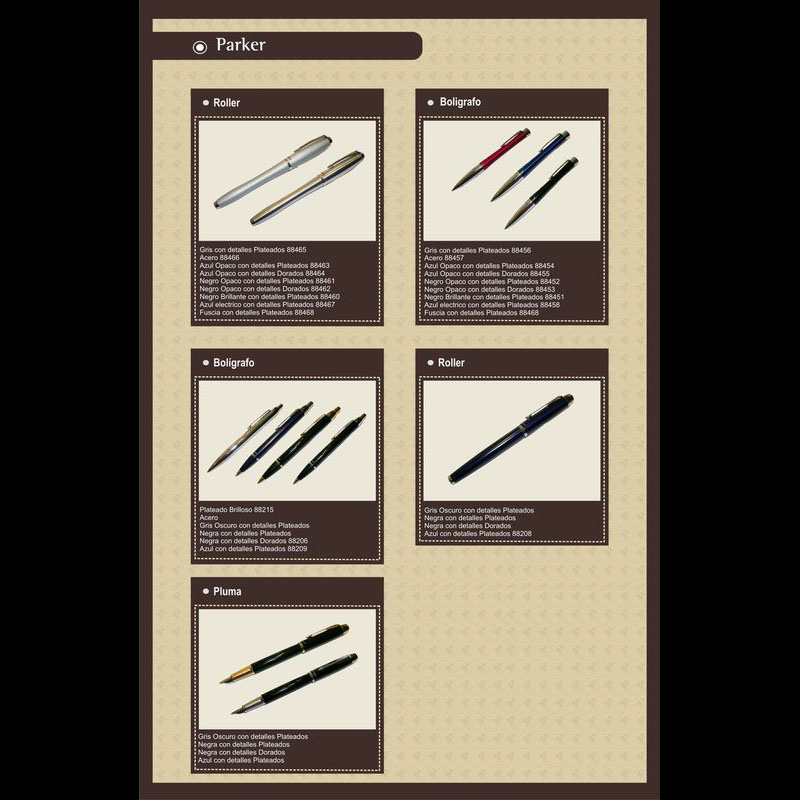 Parker
Roller
Gris con detalles Plateados 88465
Acero 88466
Azul Opaco con detalles Plateados 88463
Azul Opaco con detalles Dorados 88464
Negro Opaco con detalles Plateados 88461
Negro Opaco con detalles Dorados 88462
Negro Brillante con detalles Plateados 88460
Azul electrico con detalles Plateados 88467
Fuscia con detalles Plateados 88468
Boligrafo
Gris con detalles Plateados 88456
Acero 88457
Azul Opaco con detalles Plateados 88454
Azul Opaco con detalles Dorados 88455
Negro Opaco con detalles Plateados 88452
Negro Opaco con detalles Dorados 88453
Negro Brillante con detalles Plateados 88451
Azul electrico con detalles Plateados 88458
Fuscia con detalles Plateados 88468
Bolígrafo
Plateado Brilloso 88215
Acero
Gris Oscuro con detalles Plateados
Negra con detalles Plateados
Negra con detalles Dorados 88206
Azul con detalles Plateados 88209
Roller
Gris Oscuro con detalles Plateados
Negra con detalles Plateados
Negra con detalles Dorados
Azul con detalles Plateados 88208
Pluma
Gris Oscuro con detalles Plateados
Negra con detalles Plateados
Negra con detalles Dorados
Azul con detalles Plateados